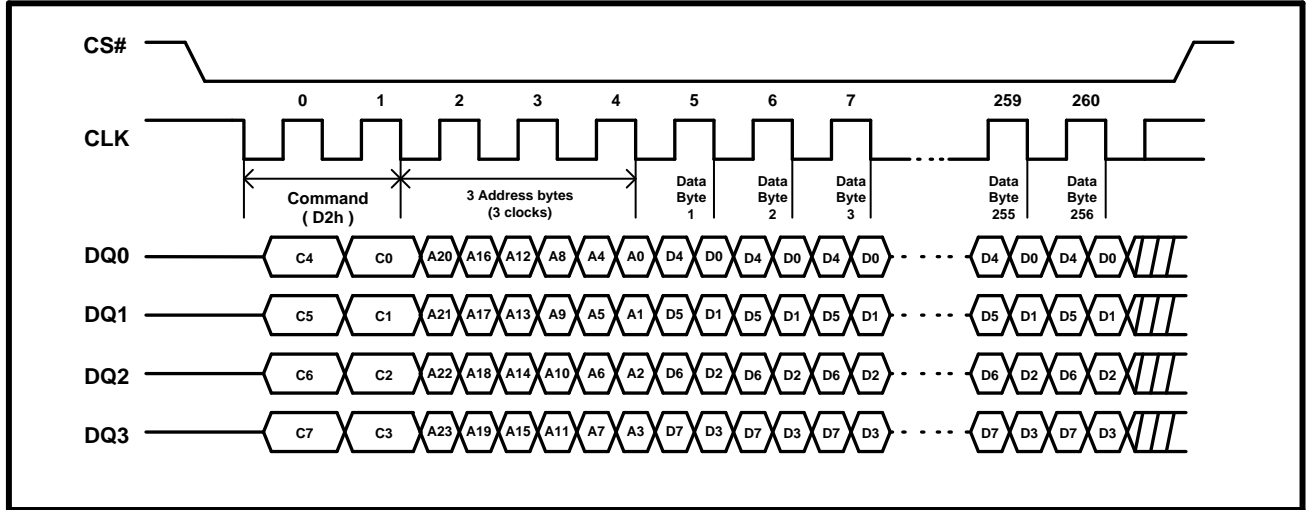 CS#
0 1 2 3 4 5 6 7 259 260
CLK
Command
( D2h )
3 Address bytes
(3 clocks)
Data
Byte
1
Data
Byte
2
Data
Byte
3
Data
Byte
255
Data
Byte
256
DQ0 C4 C0 A20 A16 A12 A8 A4 A0 D4 D0 D4 D0 D4 D0 D4 D0 D4 D0
DQ1 C5 C1 A21 A17 A13 A9 A5 A1 D5 D1 D5 D1 D5 D1 D5 D1 D5 D1
DQ2 C6 C2 A22 A18 A14 A10 A6 A2 D6 D2 D6 D2 D6 D2 D6 D2 D6 D2
DQ3 C7 C3 A23 A19 A15 A11 A7 A3 D7 D3 D7 D3 D7 D3 D7 D3 D7 D3